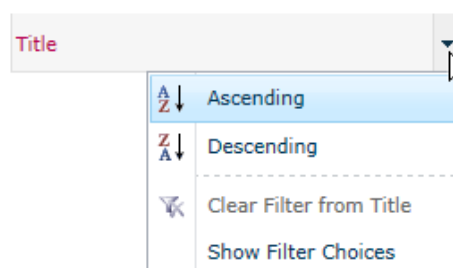 Title
A
Z
Ascending
Z
A
Descending
Clear Filter from Title
Show Filter Choices